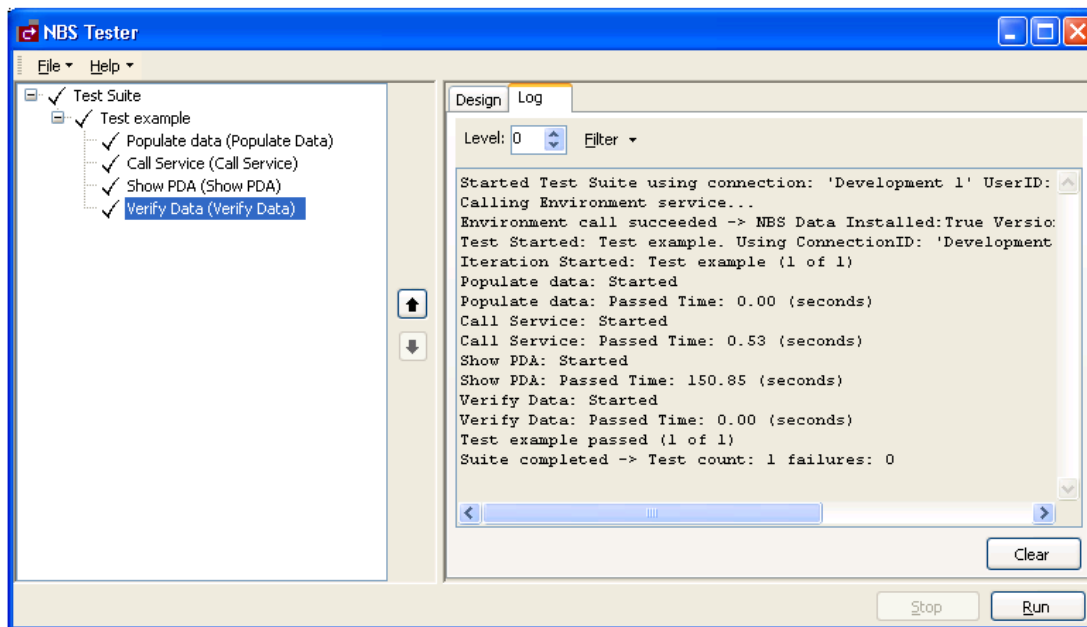 NBS Tester
File Help
Test Suite
Test example
Populate data (Populate Data)
Call Service (Call Service)
Show PDA (Show PDA)
Verify Data (Verify Data)
Design Log
Level: 0 Filter
Started Test Suite using connection: 'Development 1' UserID:
Calling Environment service...
Environment call succeeded -> NBS Data Installed:True Versio
Test Started: Test example. Using ConnectionID: 'Development
Iteration Started: Test example (1 of 1)
Populate data: Started
Populate data: Passed Time: 0.00 (seconds)
Call Service: Started
Call Service: Passed Time: 0.53 (seconds)
Show PDA: Started
Show PDA: Passed Time: 150.85 (seconds)
Verify Data: Started
Verify Data: Passed Time: 0.00 (seconds)
Test example passed (1 of 1)
Suite completed -> Test count: 1 failures: 0
Clear
Stop Run